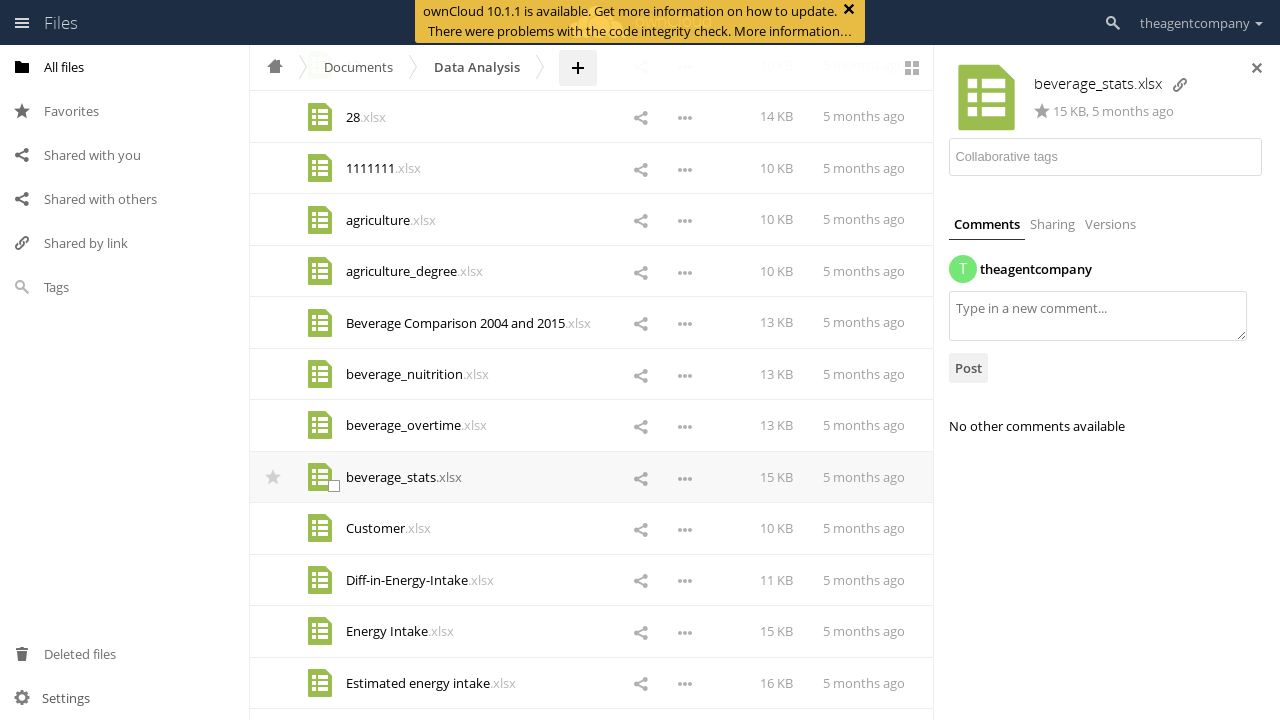 Files
ownCloud 10.1.1 is available. Get more information on how to update.
There were problems with the code integrity check. More information…
theagentcompany
All files
Favorites
Shared with you
Shared with others
Shared by link
Tags
Deleted files
Settings
Documents
Data Analysis
28.xlsx 14 KB 5 months ago
1111111.xlsx 10 KB 5 months ago
agriculture.xlsx 10 KB 5 months ago
agriculture_degree.xlsx 10 KB 5 months ago
Beverage Comparison 2004 and 2015.xlsx 13 KB 5 months ago
beverage_nuitrition.xlsx 13 KB 5 months ago
beverage_overtime.xlsx 13 KB 5 months ago
beverage_stats.xlsx 15 KB 5 months ago
Customer.xlsx 10 KB 5 months ago
Diff-in-Energy-Intake.xlsx 11 KB 5 months ago
Energy Intake.xlsx 15 KB 5 months ago
Estimated energy intake.xlsx 16 KB 5 months ago
beverage_stats.xlsx
15 KB, 5 months ago
Collaborative tags
Comments Sharing Versions
T theagentcompany
Type in a new comment...
Post
No other comments available